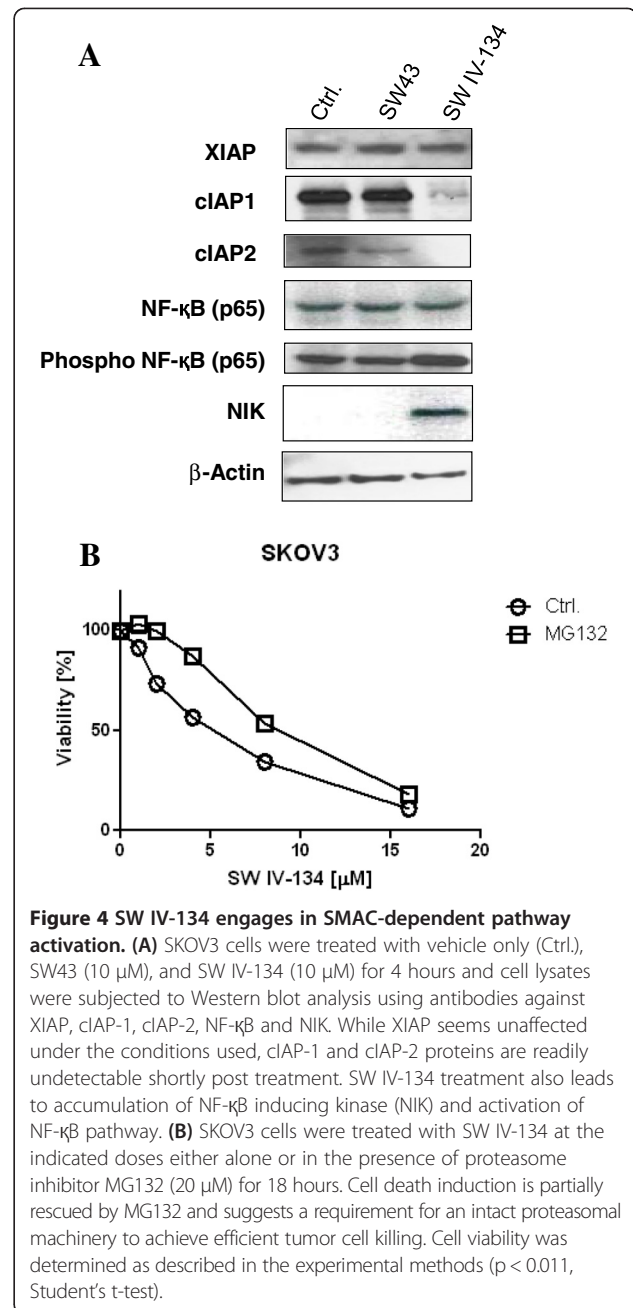 A
Ctrl.
SW43
SW IV-134
XIAP
cIAP1
cIAP2
NF-κB (p65)
Phospho NF-κB (p65)
NIK
β-Actin
B
SKOV3
Ctrl.
MG132
100
50
0
Viability [%]
0 5 10 15 20
SW IV-134 [μM]
Figure 4 SW IV-134 engages in SMAC-dependent pathway
activation. (A) SKOV3 cells were treated with vehicle only (Ctrl.),
SW43 (10 μM), and SW IV-134 (10 μM) for 4 hours and cell lysates
were subjected to Western blot analysis using antibodies against
XIAP, cIAP-1, cIAP-2, NF-κB and NIK. While XIAP seems unaffected
under the conditions used, cIAP-1 and cIAP-2 proteins are readily
undetectable shortly post treatment. SW IV-134 treatment also leads
to accumulation of NF-κB inducing kinase (NIK) and activation of
NF-κB pathway. (B) SKOV3 cells were treated with SW IV-134 at the
indicated doses either alone or in the presence of proteasome
inhibitor MG132 (20 μM) for 18 hours. Cell death induction is partially
rescued by MG132 and suggests a requirement for an intact proteasomal
machinery to achieve efficient tumor cell killing. Cell viability was
determined as described in the experimental methods (p < 0.011,
Student's t-test).